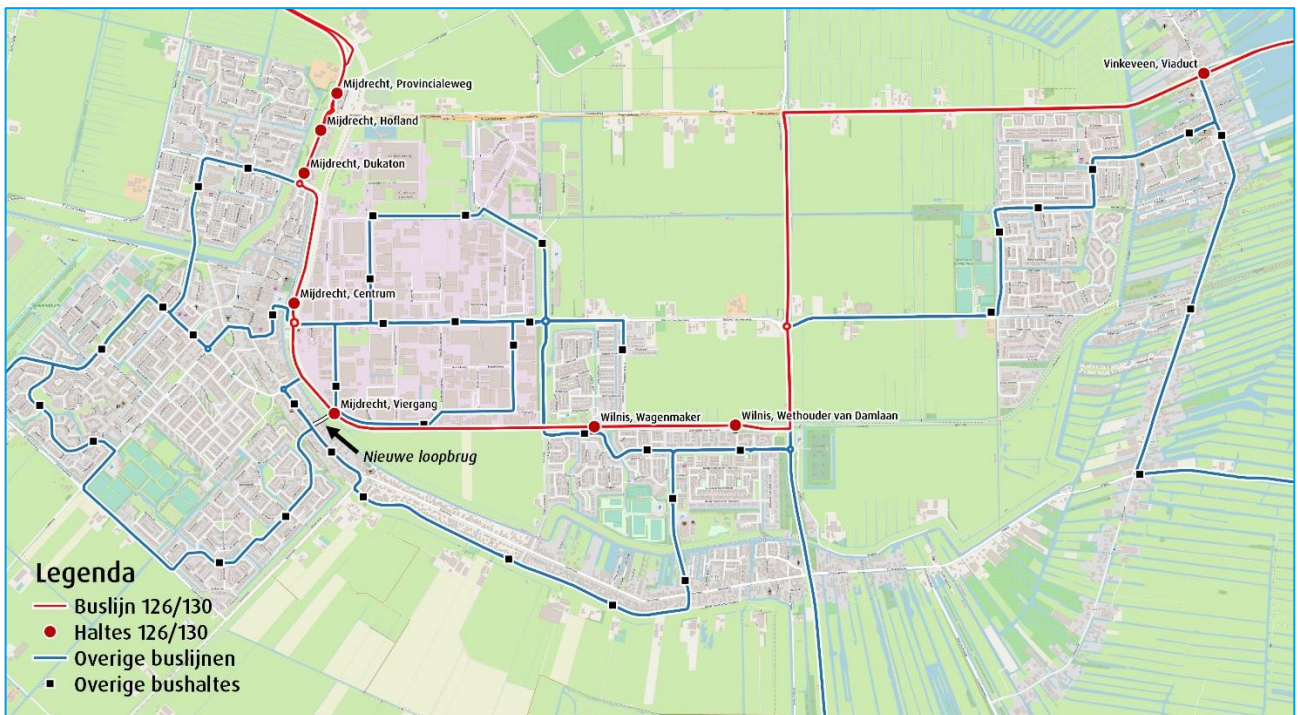 Vinkeveen, Viaduct
Mijdrecht, Provincialeweg
Mijdrecht, Hofland
Mijdrecht, Dukaton
Mijdrecht, Centrum
Mijdrecht, Viergang
Wilnis, Wagenmaker
Wilnis, Wethouder van Damlaan
Nieuwe loopbrug
Legenda
Buslijn 126/130
Haltes 126/130
Overige buslijnen
Overige bushaltes